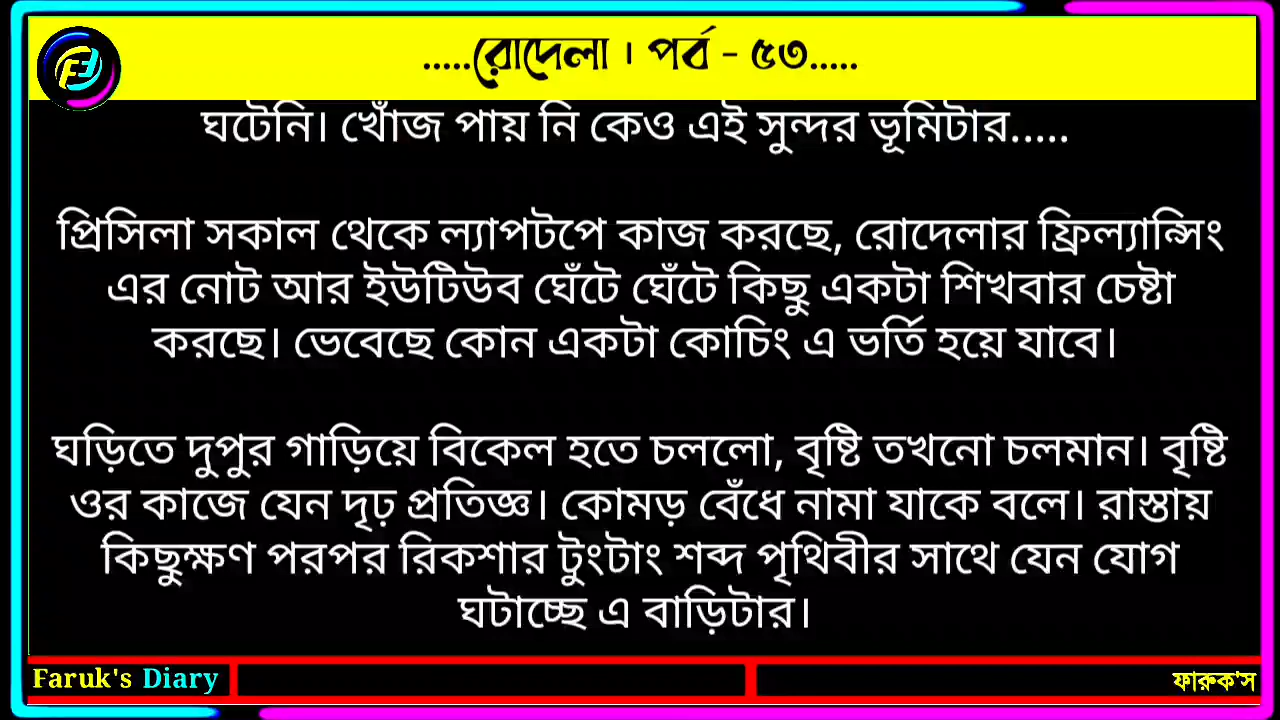 .....রোদেলা । পর্ব - ৫৩.....
ঘটেনি। খোঁজ পায় নি কেও এই সুন্দর ভূমিটার.....
প্রিসিলা সকাল থেকে ল্যাপটপে কাজ করছে, রোদেলার ফ্রিল্যান্সিং
এর নোট আর ইউটিউব ঘেঁটে ঘেঁটে কিছু একটা শিখবার চেষ্টা
করছে। ভেবেছে কোন একটা কোচিং এ ভর্তি হয়ে যাবে।
ঘড়িতে দুপুর গাড়িয়ে বিকেল হতে চললো, বৃষ্টি তখনো চলমান। বৃষ্টি
ওর কাজে যেন দৃঢ় প্রতিজ্ঞ। কোমড় বেঁধে নামা যাকে বলে। রাস্তায়
কিছুক্ষণ পরপর রিকশার টুংটাং শব্দ পৃথিবীর সাথে যেন যোগ
ঘটাচ্ছে এ বাড়িটার।
Faruk's Diary
ফারুক'স